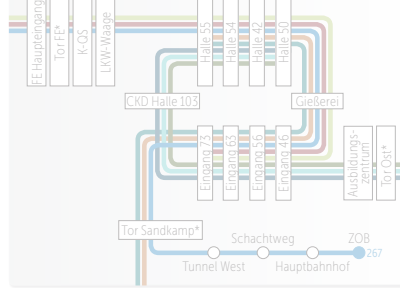 FE Haupteingang
Tor FE*
K-QS
LKW-Waage
Halle 55
Halle 54
Halle 42
Halle 50
CKD Halle 103
Gießerei
Eingang 73
Eingang 63
Eingang 56
Eingang 46
Ausbildungs-
zentrum
Tor Ost*
Tor Sandkamp*
Schachtweg
ZOB
267
Tunnel West
Hauptbahnhof